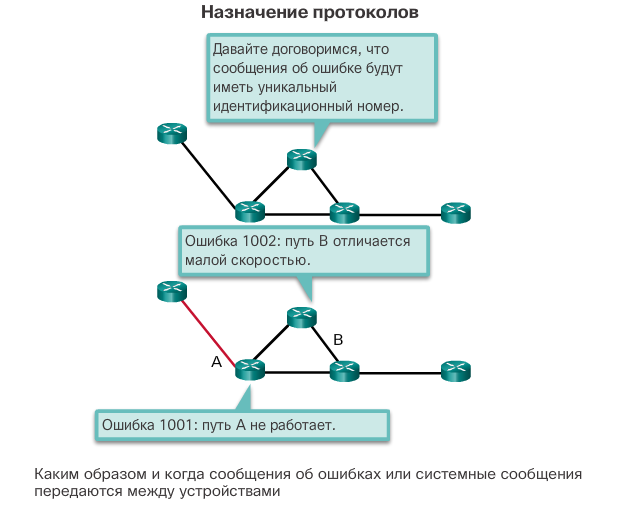 Назначение протоколов
Давайте договоримся, что
сообщения об ошибке будут
иметь уникальный
идентификационный номер.
Ошибка 1002: путь B отличается
малой скоростью.
B
A
Ошибка 1001: путь A не работает.
Каким образом и когда сообщения об ошибках или системные сообщения
передаются между устройствами